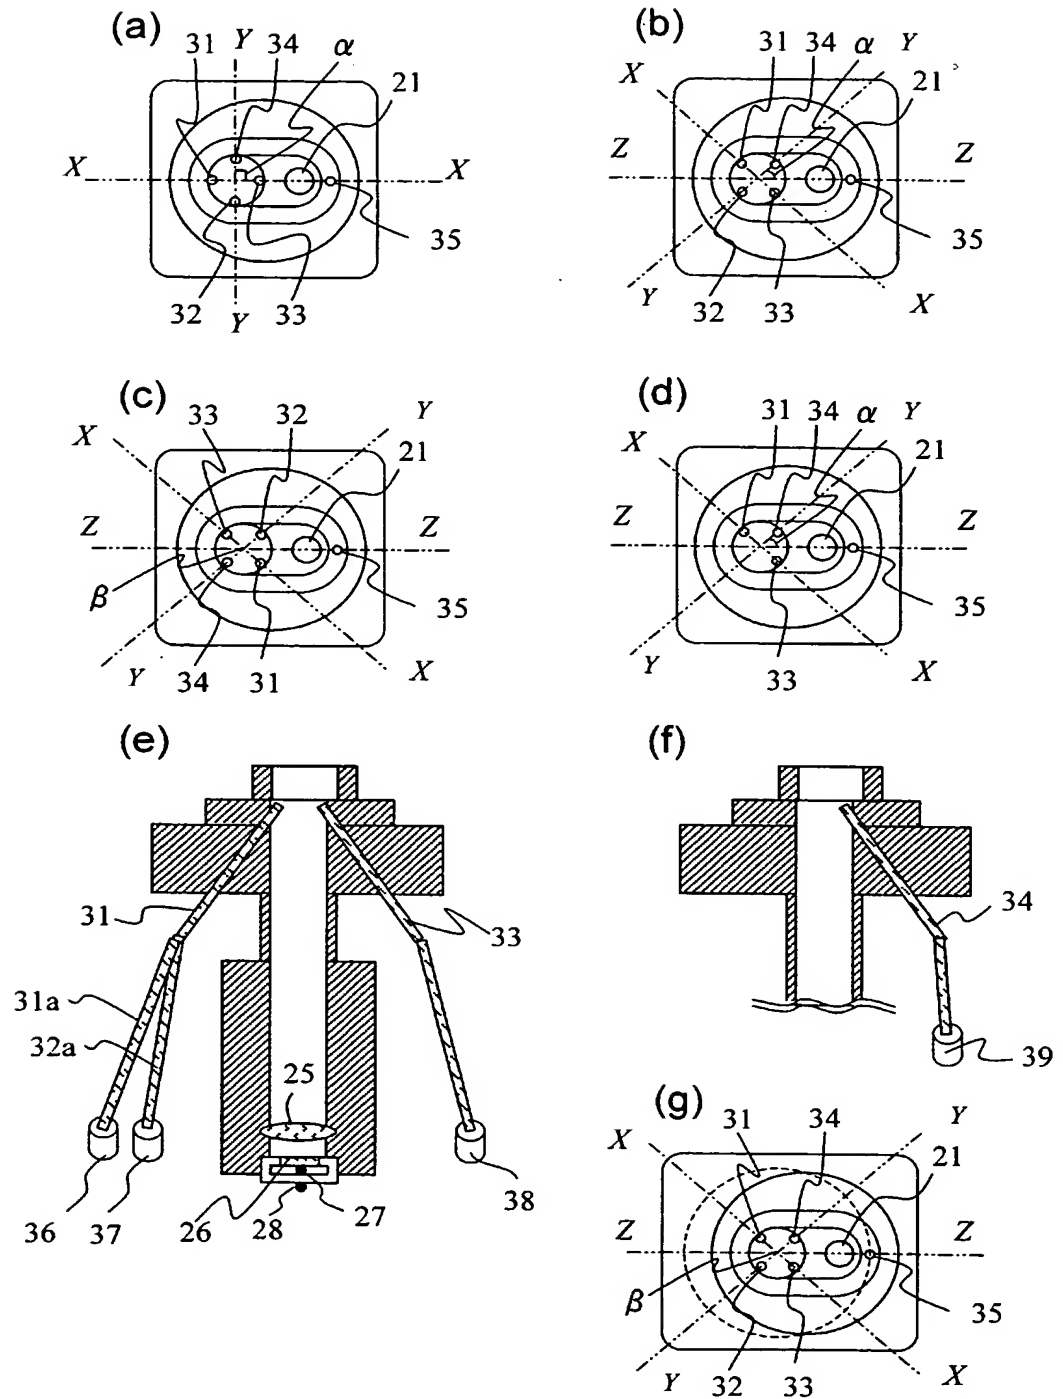 (a)
31 Y 34 α 21
X X
35
32 Y 33
(b)
31 34 α Y
X 21
Z Z
35
Y 32 33 X
(c)
33 32 Y
X 21
Z Z
β 35
Y 34 31 X
(d)
31 34 α Y
X 21
Z Z
35
Y 33 X
(e)
31 33
31a
32a
25
36 37 26 28 27 38
(f)
34
39
(g)
31 34 Y
X 21
Z Z
β 35
Y 32 33 X